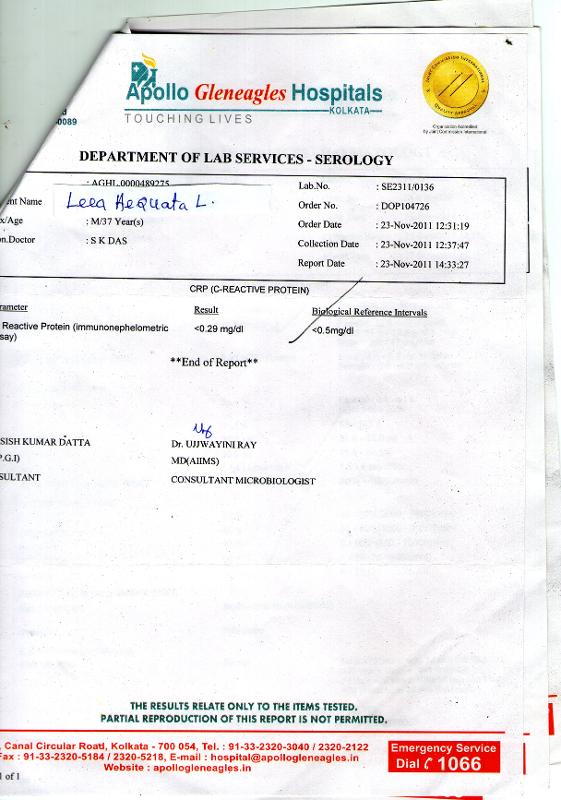 Apollo Gleneagles Hospitals
KOLKATA
TOUCHING LIVES
0089
Organization Accredited
by Joint Commission International
DEPARTMENT OF LAB SERVICES - SEROLOGY
: AGHL.0000489275
Lab.No. : SE2311/0136
ent Name Leea Aequata L.
Order No. : DOP104726
x/Age : M/37 Year(s)
Order Date : 23-Nov-2011 12:31:19
on.Doctor : S K DAS
Collection Date : 23-Nov-2011 12:37:47
Report Date : 23-Nov-2011 14:33:27
CRP (C-REACTIVE PROTEIN)
rameter Result Biological Reference Intervals
Reactive Protein (immunonephelometric <0.29 mg/dl <0.5mg/dl
say)
**End of Report**
SISH KUMAR DATTA Dr. UJJWAYINI RAY
P.G.I) MD(AIIMS)
SULTANT CONSULTANT MICROBIOLOGIST
THE RESULTS RELATE ONLY TO THE ITEMS TESTED.
PARTIAL REPRODUCTION OF THIS REPORT IS NOT PERMITTED.
, Canal Circular Road, Kolkata - 700 054, Tel. : 91-33-2320-3040 / 2320-2122
Fax : 91-33-2320-5184 / 2320-5218, E-mail : hospital@apollogleneagles.in
Website : apollogleneagles.in
Emergency Service
Dial 1066
1 of 1